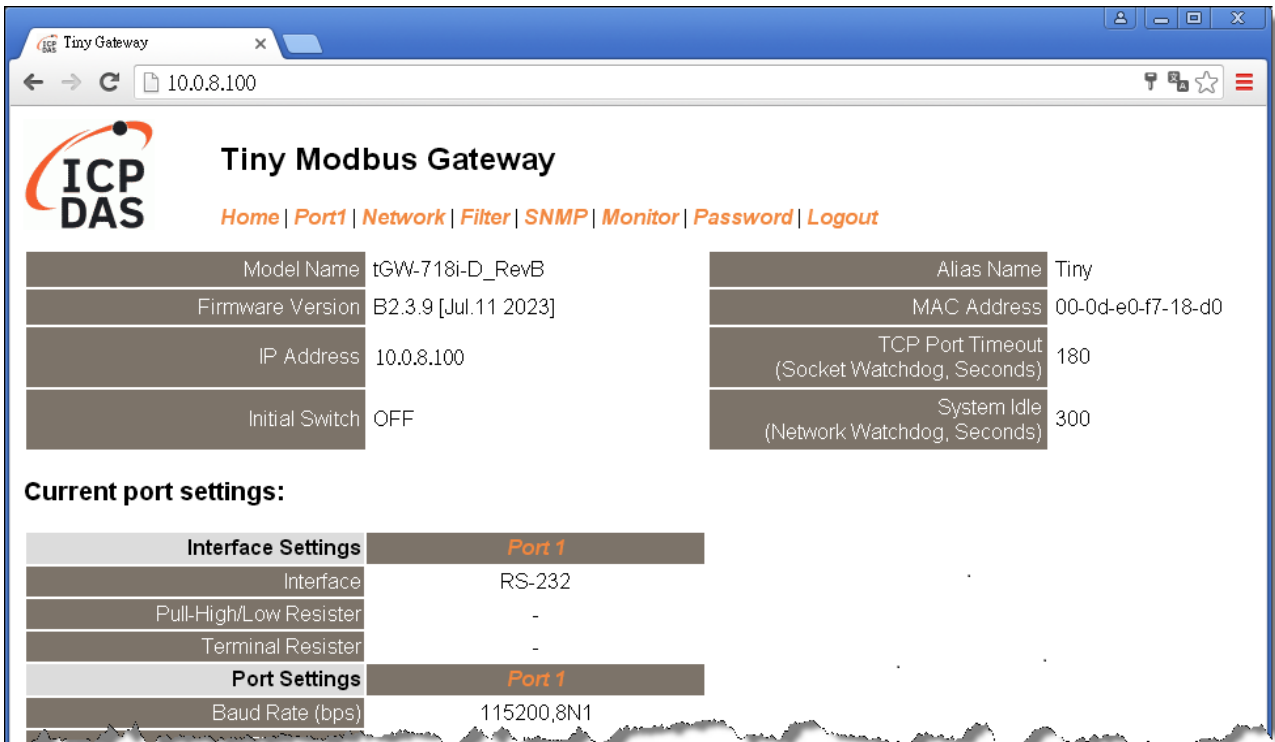 ICP DAS Tiny Gateway
10.0.8.100
ICP
DAS
Tiny Modbus Gateway
Home | Port1 | Network | Filter | SNMP | Monitor | Password | Logout
Model Name tGW-718i-D_RevB Alias Name Tiny
Firmware Version B2.3.9 [Jul.11 2023] MAC Address 00-0d-e0-f7-18-d0
IP Address 10.0.8.100 TCP Port Timeout
(Socket Watchdog, Seconds) 180
Initial Switch OFF System Idle
(Network Watchdog, Seconds) 300
Current port settings:
Interface Settings Port 1
Interface RS-232
Pull-High/Low Resister -
Terminal Resister -
Port Settings Port 1
Baud Rate (bps) 115200,8N1